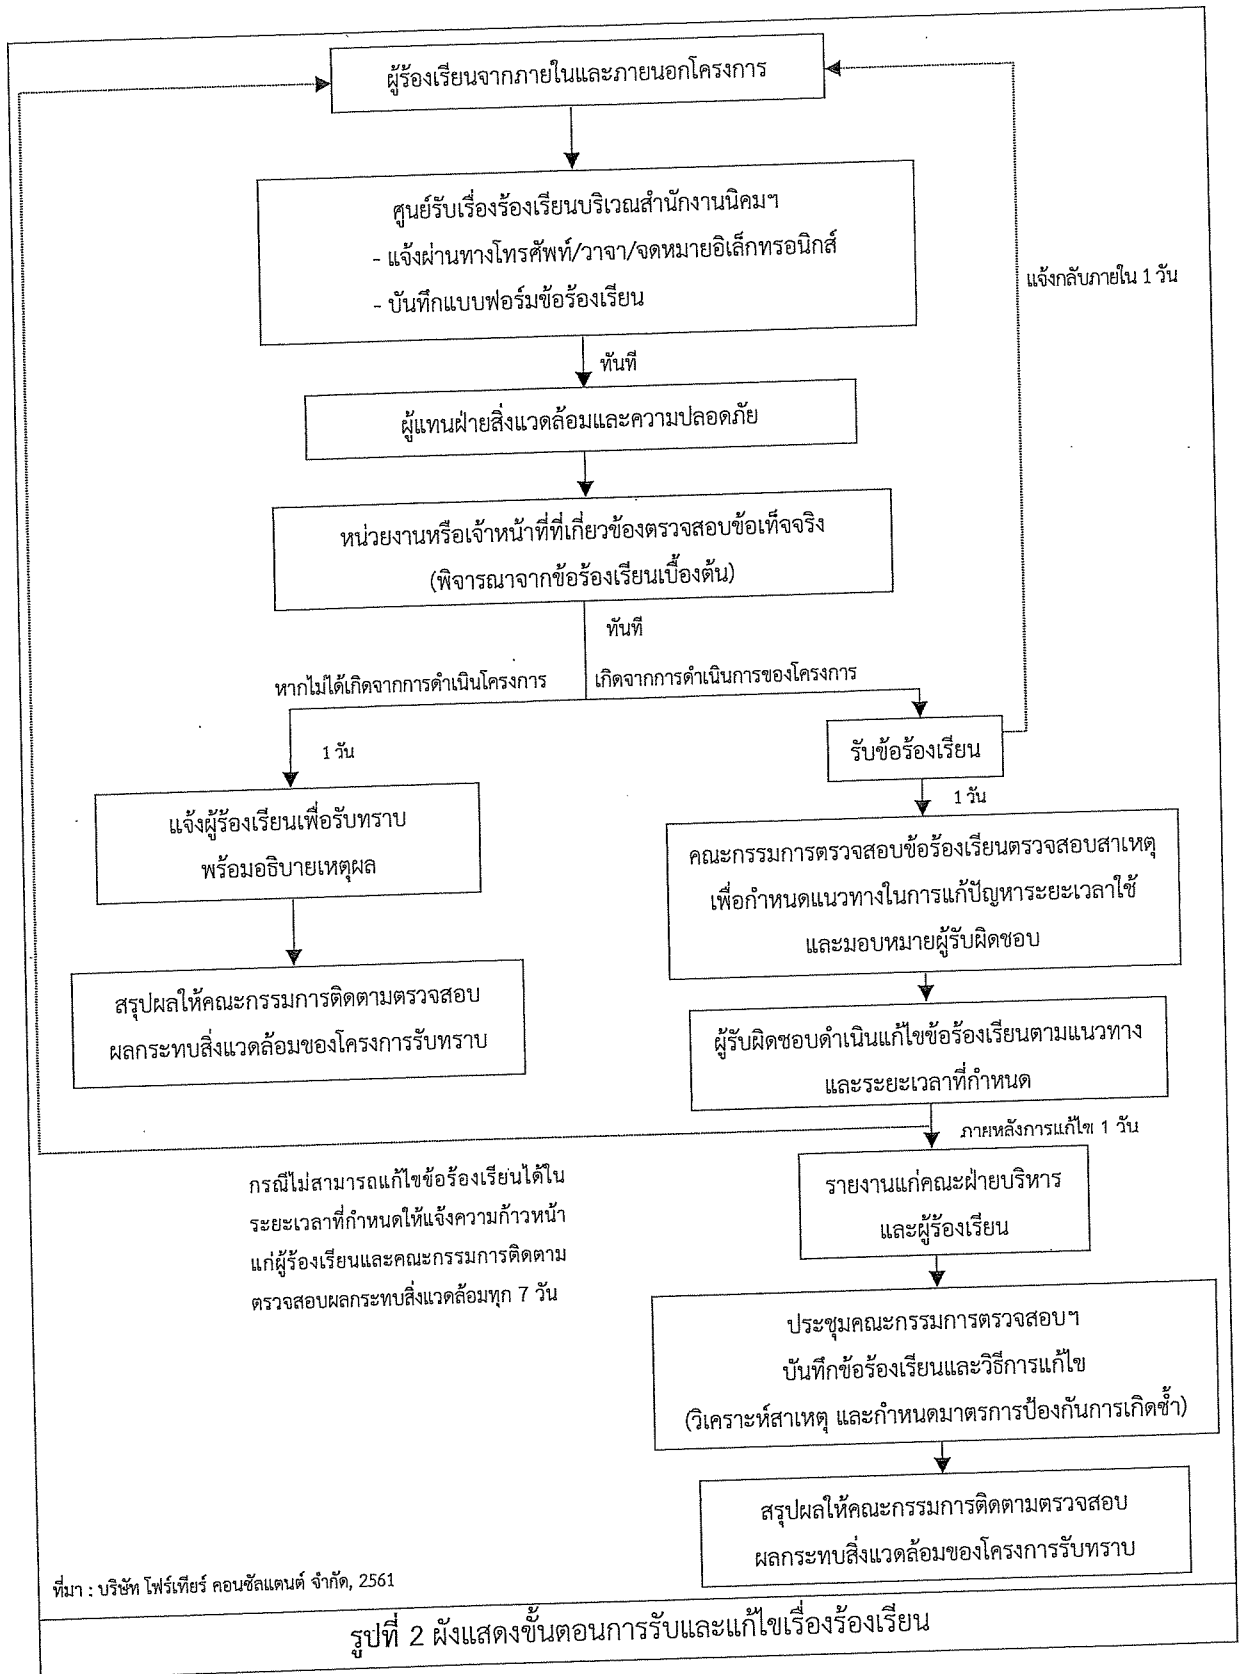 ผู้ร้องเรียนจากภายในและภายนอกโครงการ
ศูนย์รับเรื่องร้องเรียนบริเวณสำนักงานนิคมฯ
- แจ้งผ่านทางโทรศัพท์/วาจา/จดหมายอิเล็กทรอนิกส์
- บันทึกแบบฟอร์มข้อร้องเรียน
แจ้งกลับภายใน 1 วัน
ทันที
ผู้แทนฝ่ายสิ่งแวดล้อมและความปลอดภัย
หน่วยงานหรือเจ้าหน้าที่ที่เกี่ยวข้องตรวจสอบข้อเท็จจริง
(พิจารณาจากข้อร้องเรียนเบื้องต้น)
ทันที
หากไม่ได้เกิดจากการดำเนินโครงการ
เกิดจากการดำเนินการของโครงการ
1 วัน
แจ้งผู้ร้องเรียนเพื่อรับทราบ
พร้อมอธิบายเหตุผล
สรุปผลให้คณะกรรมการติดตามตรวจสอบ
ผลกระทบสิ่งแวดล้อมของโครงการรับทราบ
รับข้อร้องเรียน
1 วัน
คณะกรรมการตรวจสอบข้อร้องเรียนตรวจสอบสาเหตุ
เพื่อกำหนดแนวทางในการแก้ปัญหาระยะเวลาใช้
และมอบหมายผู้รับผิดชอบ
ผู้รับผิดชอบดำเนินแก้ไขข้อร้องเรียนตามแนวทาง
และระยะเวลาที่กำหนด
ภายหลังการแก้ไข 1 วัน
กรณีไม่สามารถแก้ไขข้อร้องเรียนได้ใน
ระยะเวลาที่กำหนดให้แจ้งความก้าวหน้า
แก่ผู้ร้องเรียนและคณะกรรมการติดตาม
ตรวจสอบผลกระทบสิ่งแวดล้อมทุก 7 วัน
รายงานแก่คณะฝ่ายบริหาร
และผู้ร้องเรียน
ประชุมคณะกรรมการตรวจสอบฯ
บันทึกข้อร้องเรียนและวิธีการแก้ไข
(วิเคราะห์สาเหตุ และกำหนดมาตรการป้องกันการเกิดซ้ำ)
สรุปผลให้คณะกรรมการติดตามตรวจสอบ
ผลกระทบสิ่งแวดล้อมของโครงการรับทราบ
ที่มา : บริษัท โฟร์เทียร์ คอนซัลแตนต์ จำกัด, 2561
รูปที่ 2 ผังแสดงขั้นตอนการรับและแก้ไขเรื่องร้องเรียน